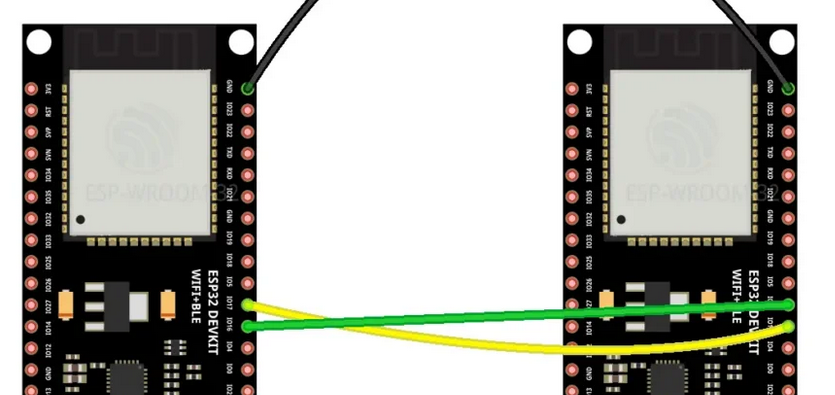 3V3
RST
SVP
SVN
IO34
IO35
IO32
IO33
IO25
IO26
IO27
IO14
IO12
GND
ESP-WROOM-32
GND
IO23
IO22
TXD
RXD
IO21
GND
IO19
IO18
IO5
IO17
IO16
IO4
IO0
ESP32 DEVKIT
WIFI+BLE
3V3
RST
SVP
SVN
IO34
IO35
IO32
IO33
IO25
IO26
IO14
IO12
GND
ESP-WROOM-32
GND
IO23
IO22
TXD
RXD
IO21
GND
IO19
IO18
IO5
IO4
IO0
ESP32 DEVKIT
WIFI+BLE